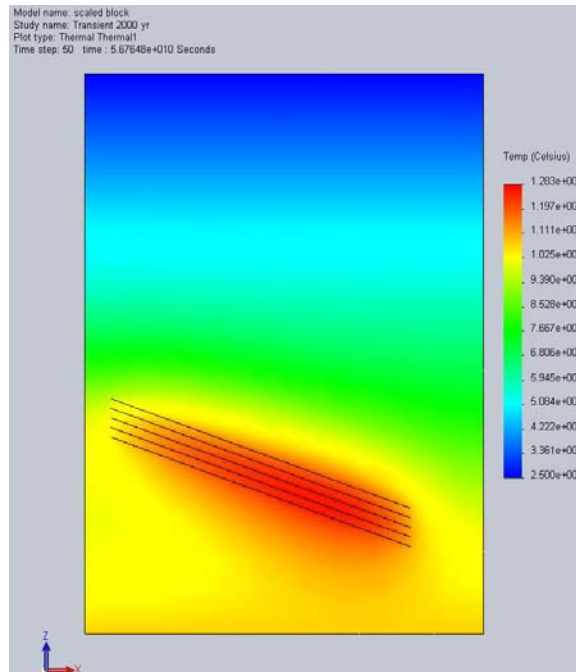 Model name: scaled block
Study name: Transient 2000 yr
Plot type: Thermal Thermal1
Time step: 50 time : 5.67648e+010 Seconds
Temp (Celsius)
1.283e+00
1.197e+00
1.111e+00
1.025e+00
9.390e+00
8.528e+00
7.667e+00
6.806e+00
5.945e+00
5.084e+00
4.222e+00
3.361e+00
2.500e+00
Z
X